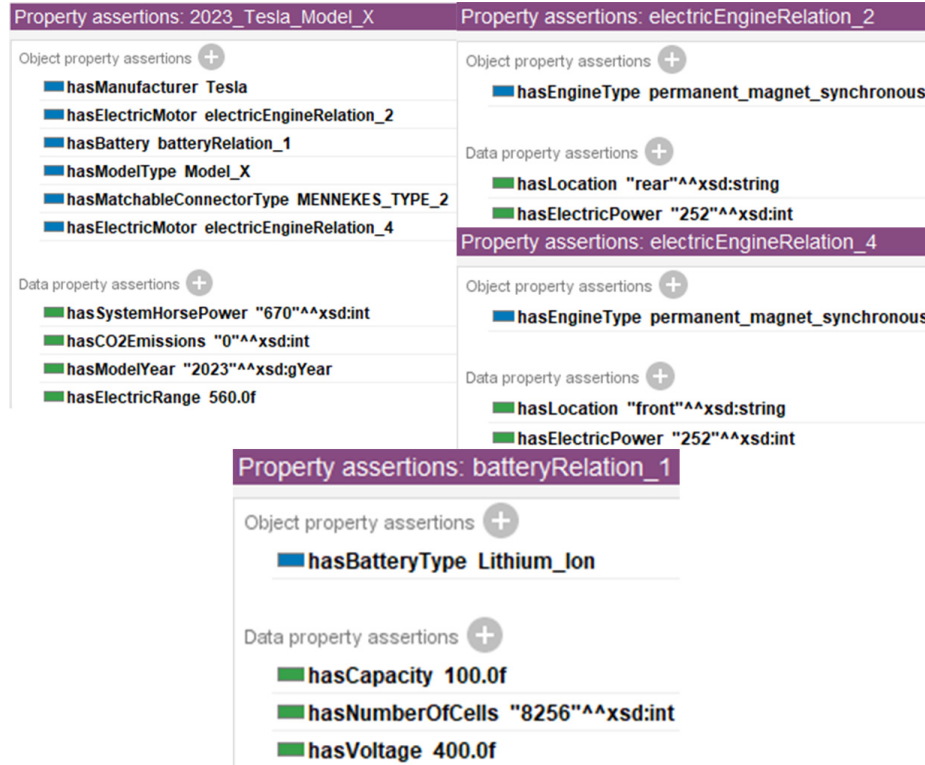 Property assertions: 2023_Tesla_Model_X
Object property assertions
hasManufacturer Tesla
hasElectricMotor electricEngineRelation_2
hasBattery batteryRelation_1
hasModelType Model_X
hasMatchableConnectorType MENNEKES_TYPE_2
hasElectricMotor electricEngineRelation_4
Data property assertions
hasSystemHorsePower "670"^^xsd:int
hasCO2Emissions "0"^^xsd:int
hasModelYear "2023"^^xsd:gYear
hasElectricRange 560.0f
Property assertions: electricEngineRelation_2
Object property assertions
hasEngineType permanent_magnet_synchronous
Data property assertions
hasLocation "rear"^^xsd:string
hasElectricPower "252"^^xsd:int
Property assertions: electricEngineRelation_4
Object property assertions
hasEngineType permanent_magnet_synchronous
Data property assertions
hasLocation "front"^^xsd:string
hasElectricPower "252"^^xsd:int
Property assertions: batteryRelation_1
Object property assertions
hasBatteryType Lithium_Ion
Data property assertions
hasCapacity 100.0f
hasNumberOfCells "8256"^^xsd:int
hasVoltage 400.0f